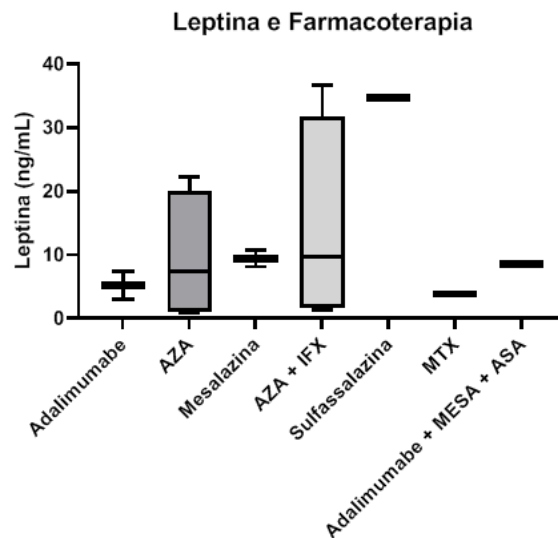 Leptina e Farmacoterapia
Leptina (ng/mL)
40
30
20
10
0
Adalimumabe
AZA
Mesalazina
AZA + IFX
Sulfassalazina
MTX
Adalimumabe + MESA + ASA